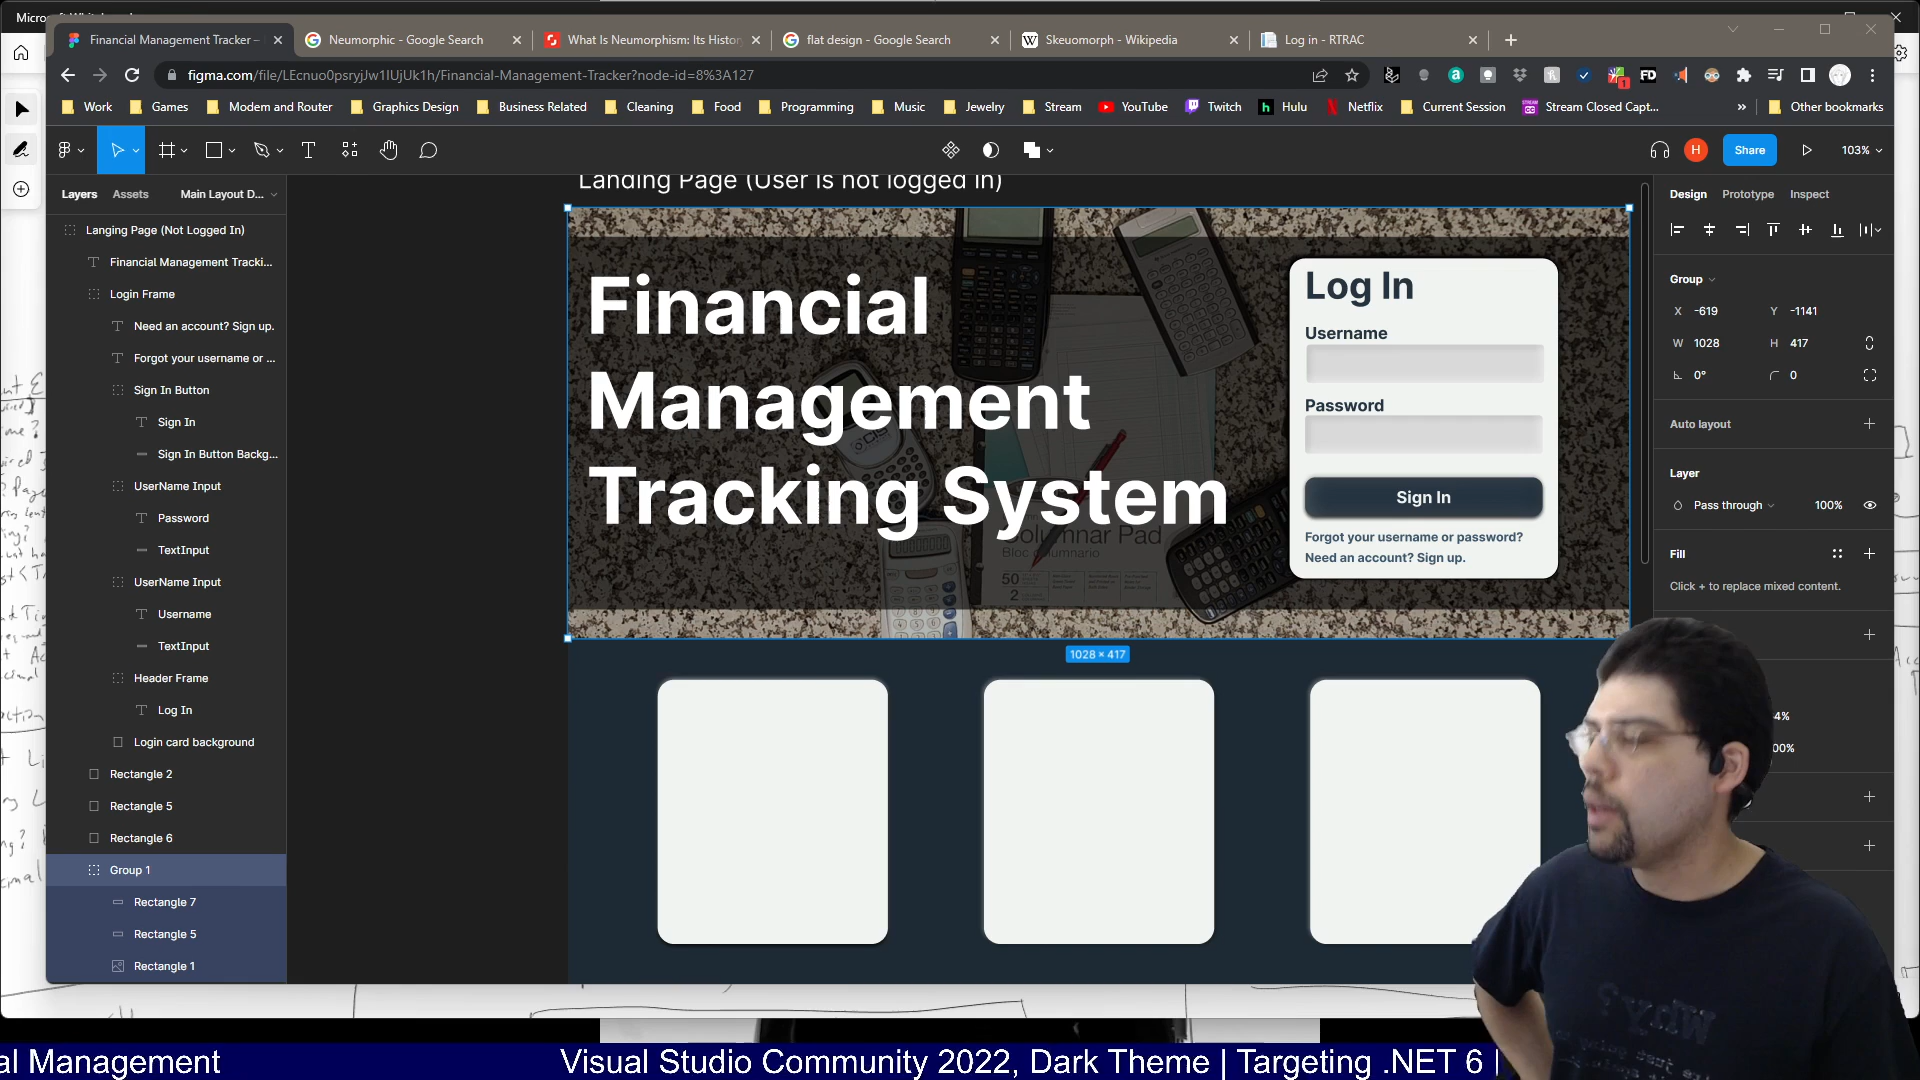 Financial Management Tracker –
Neumorphic - Google Search
What Is Neumorphism: Its Histor
flat design - Google Search
Skeuomorph - Wikipedia
Log in - RTRAC
figma.com/file/LEcnuo0psryjJw1IUjUk1h/Financial-Management-Tracker?node-id=8%3A127
Work
Games
Modem and Router
Graphics Design
Business Related
Cleaning
Food
Programming
Music
Jewelry
Stream
YouTube
Twitch
Hulu
Netflix
Current Session
Stream Closed Capt...
Other bookmarks
H
Share
103%
Layers
Assets
Main Layout D...
Langing Page (Not Logged In)
Financial Management Tracki...
Login Frame
Need an account? Sign up.
Forgot your username or ...
Sign In Button
Sign In
Sign In Button Backg...
UserName Input
Password
TextInput
UserName Input
Username
TextInput
Header Frame
Log In
Login card background
Rectangle 2
Rectangle 5
Rectangle 6
Group 1
Rectangle 7
Rectangle 5
Rectangle 1
Landing Page (User is not logged in)
Financial
Management
Tracking System
Log In
Username
Password
Sign In
Forgot your username or password?
Need an account? Sign up.
Columnar Pad
Bloc columnario
50
2
1028 × 417
Design
Prototype
Inspect
Group
X -619
Y -1141
W 1028
H 417
0°
0
Auto layout
Layer
Pass through
100%
Fill
Click + to replace mixed content.
4%
00%
al Management
Visual Studio Community 2022, Dark Theme | Targeting .NET 6 |